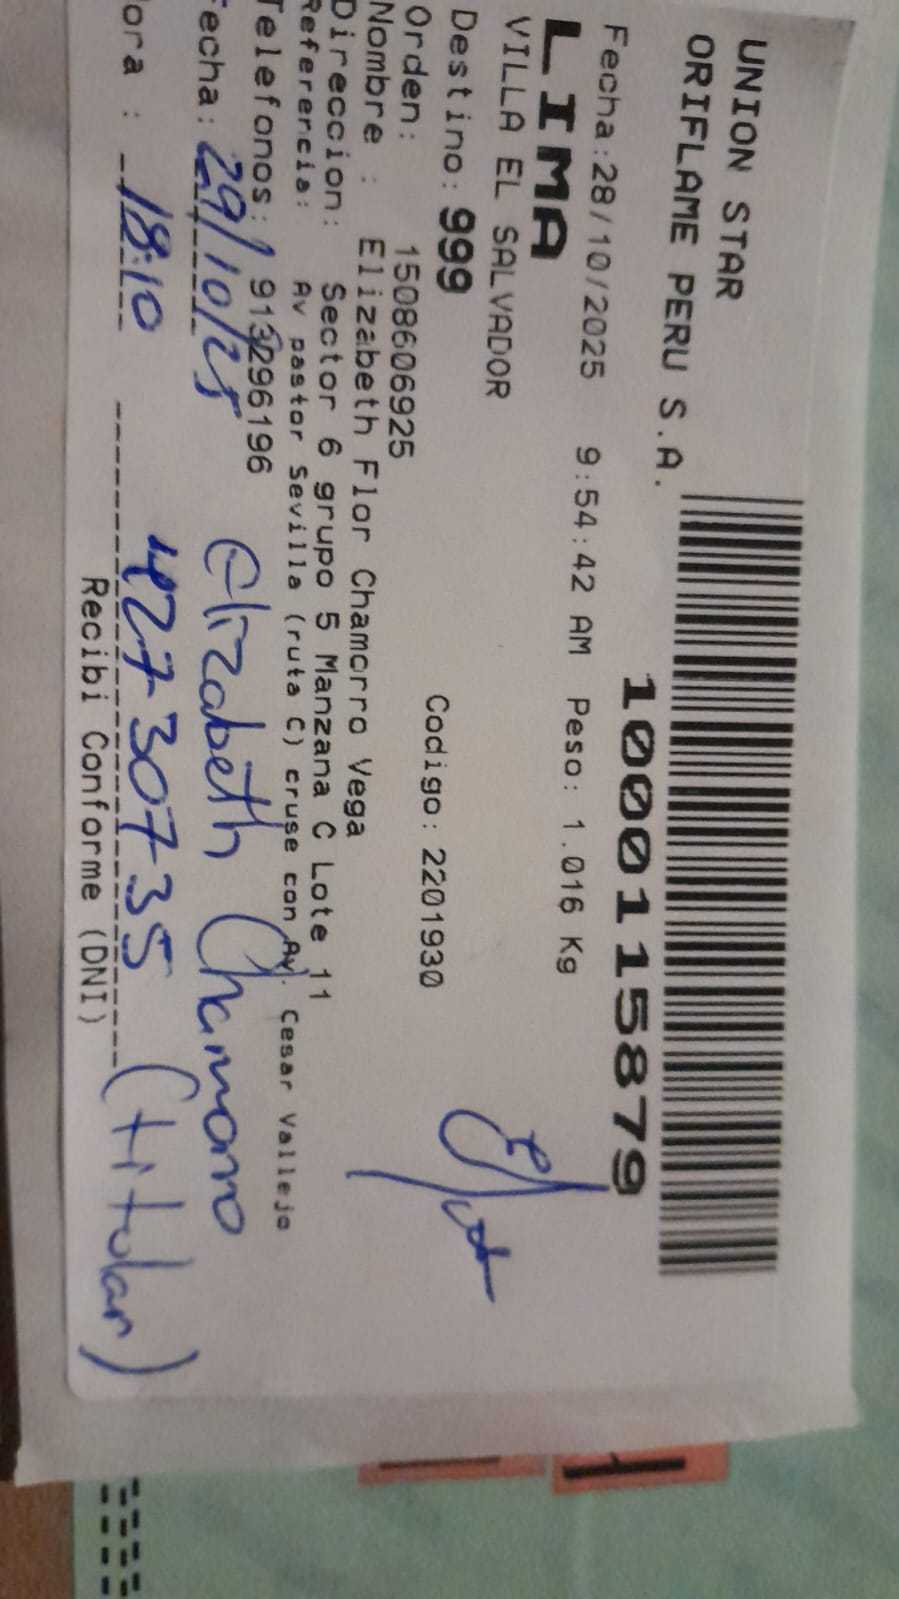 UNION STAR
ORIFLAME PERU S.A.
1000115879
Fecha:28/10/2025 9:54:42 AM Peso: 1.016 Kg
LIMA
VILLA EL SALVADOR
Destino: 999
Orden: 1508606925 Codigo: 2201930
Nombre : Elizabeth Flor Chamorro Vega
Direccion: Sector 6 grupo 5 Manzana C Lote 11
Referencia: Av pastor Sevilla (ruta C) cruse con Av. Cesar Vallejo
Telefonos: 913296196
Fecha: 29/10/25 Elizabeth Chamorro
Hora : 18:10 42730735 (titular)
Recibi Conforme (DNI)